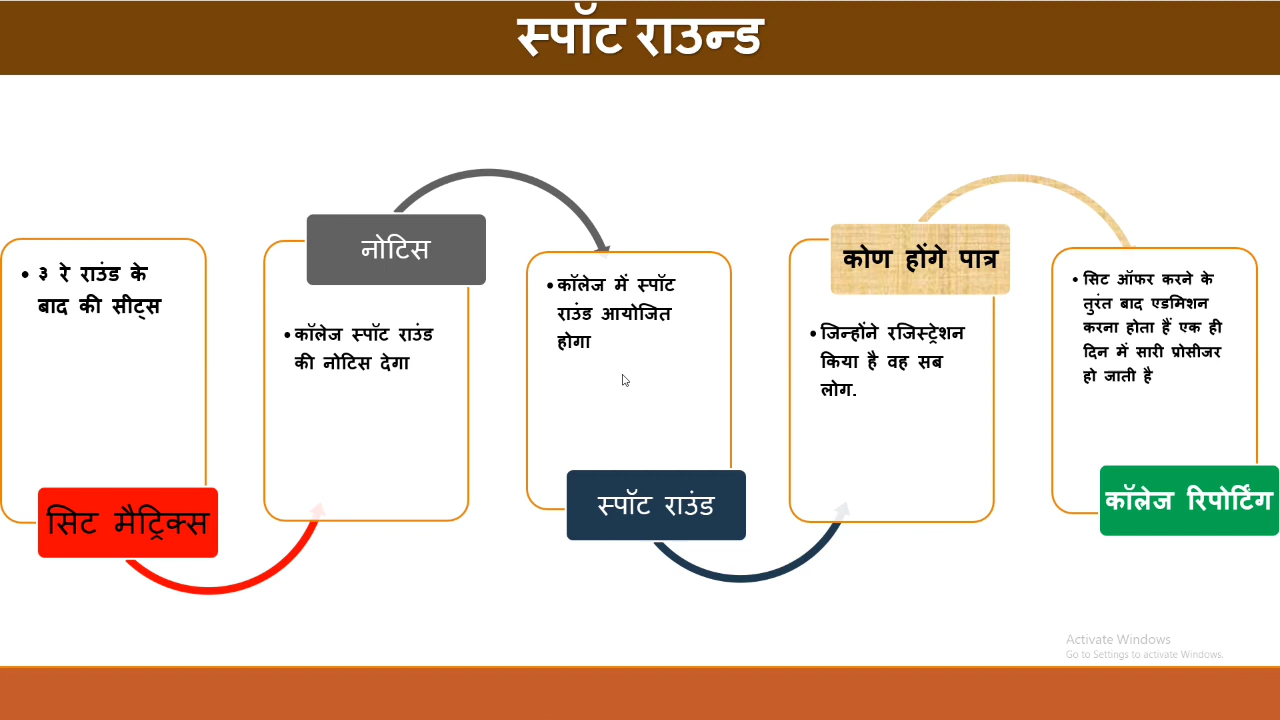 स्पॉट राउन्ड
• ३ रे राउंड के
बाद की सीट्स
सिट मैट्रिक्स
नोटिस
• कॉलेज स्पॉट राउंड
की नोटिस देगा
• कॉलेज में स्पॉट
राउंड आयोजित
होगा
स्पॉट राउंड
कोण होंगे पात्र
• जिन्होंने रजिस्ट्रेशन
किया है वह सब
लोग.
• सिट ऑफर करने के
तुरंत बाद एडमिशन
करना होता हैं एक ही
दिन में सारी प्रोसीजर
हो जाती है
कॉलेज रिपोर्टिंग
Activate Windows
Go to Settings to activate Windows.